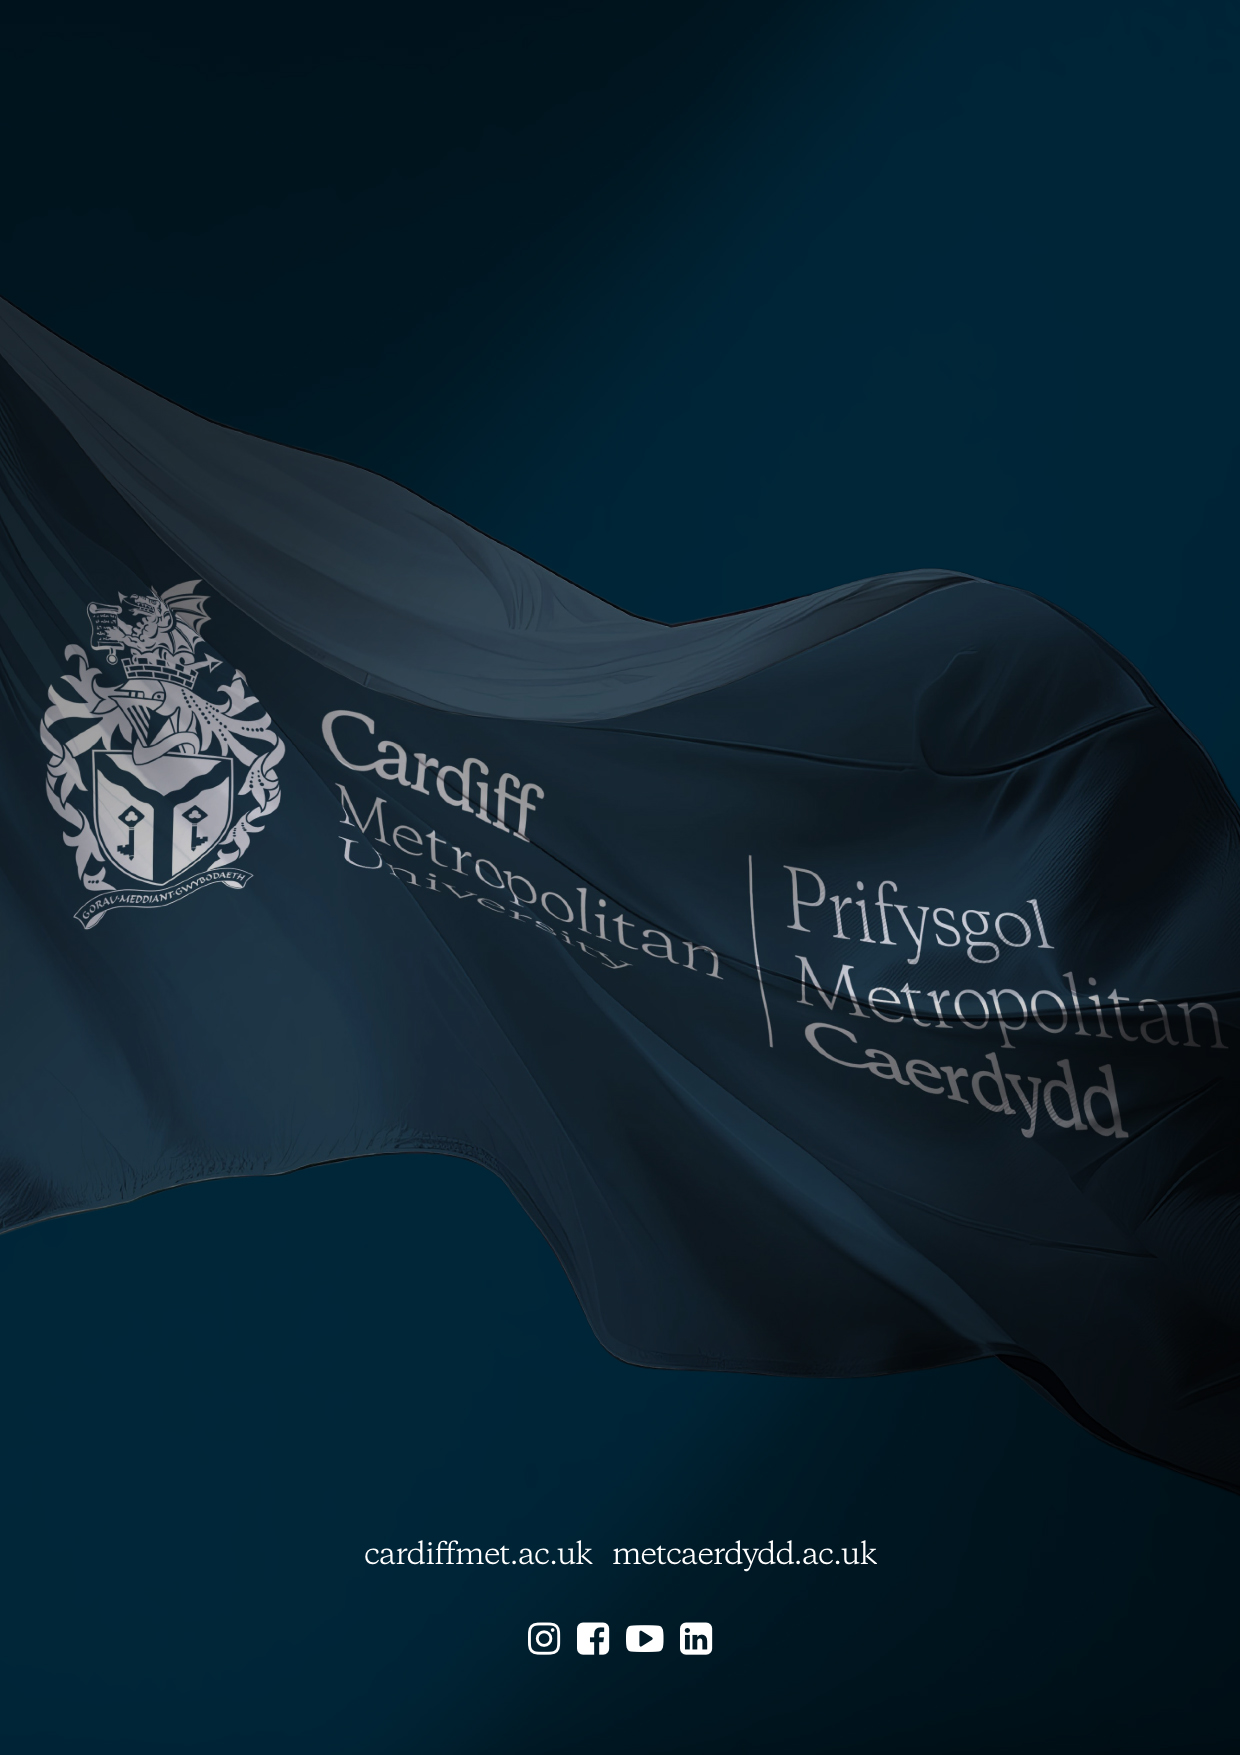 GORAU·MEDDIANT·GWYBODAETH
Cardiff
Metropolitan
University
Prifysgol
Metropolitan
Caerdydd
cardiffmet.ac.uk metcaerdydd.ac.uk